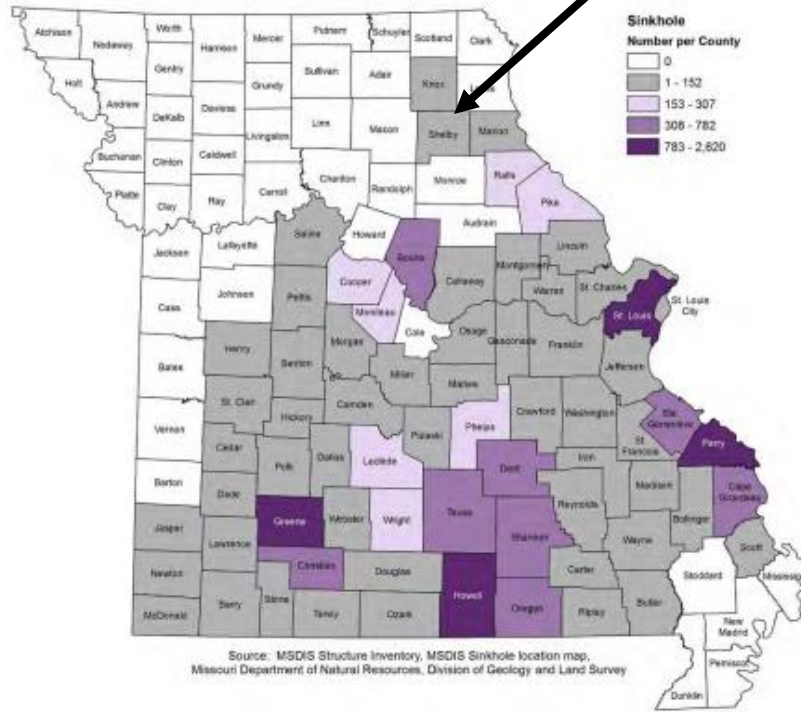 Sinkhole
Number per County
0
1 - 152
153 - 307
308 - 782
783 - 2,620
Atchison
Nodaway
Worth
Harrison
Mercer
Putnam
Schuyler
Scotland
Clark
Holt
Gentry
Sullivan
Adair
Knox
Andrew
DeKalb
Daviess
Grundy
Linn
Macon
Shelby
Marion
Livingston
Buchanan
Clinton
Caldwell
Chariton
Randolph
Monroe
Ralls
Pike
Platte
Clay
Ray
Carroll
Audrain
Jackson
Lafayette
Saline
Howard
Boone
Callaway
Montgomery
Lincoln
Warren
St. Charles
St. Louis
St. Louis
City
Cass
Johnson
Pettis
Cooper
Moniteau
Cole
Osage
Gasconade
Franklin
Jefferson
Bates
Henry
Benton
Morgan
Miller
Maries
Vernon
St. Clair
Hickory
Camden
Pulaski
Phelps
Crawford
Washington
St.
Francois
Ste.
Genevieve
Perry
Barton
Cedar
Polk
Dallas
Laclede
Dent
Iron
Madison
Cape
Girardeau
Jasper
Dade
Greene
Webster
Wright
Texas
Reynolds
Bollinger
Scott
Newton
Lawrence
Christian
Douglas
Shannon
Carter
Wayne
Stoddard
Mississippi
McDonald
Barry
Stone
Taney
Ozark
Howell
Oregon
Ripley
Butler
New
Madrid
Pemiscot
Dunklin
Source: MSDIS Structure Inventory, MSDIS Sinkhole location map,
Missouri Department of Natural Resources, Division of Geology and Land Survey